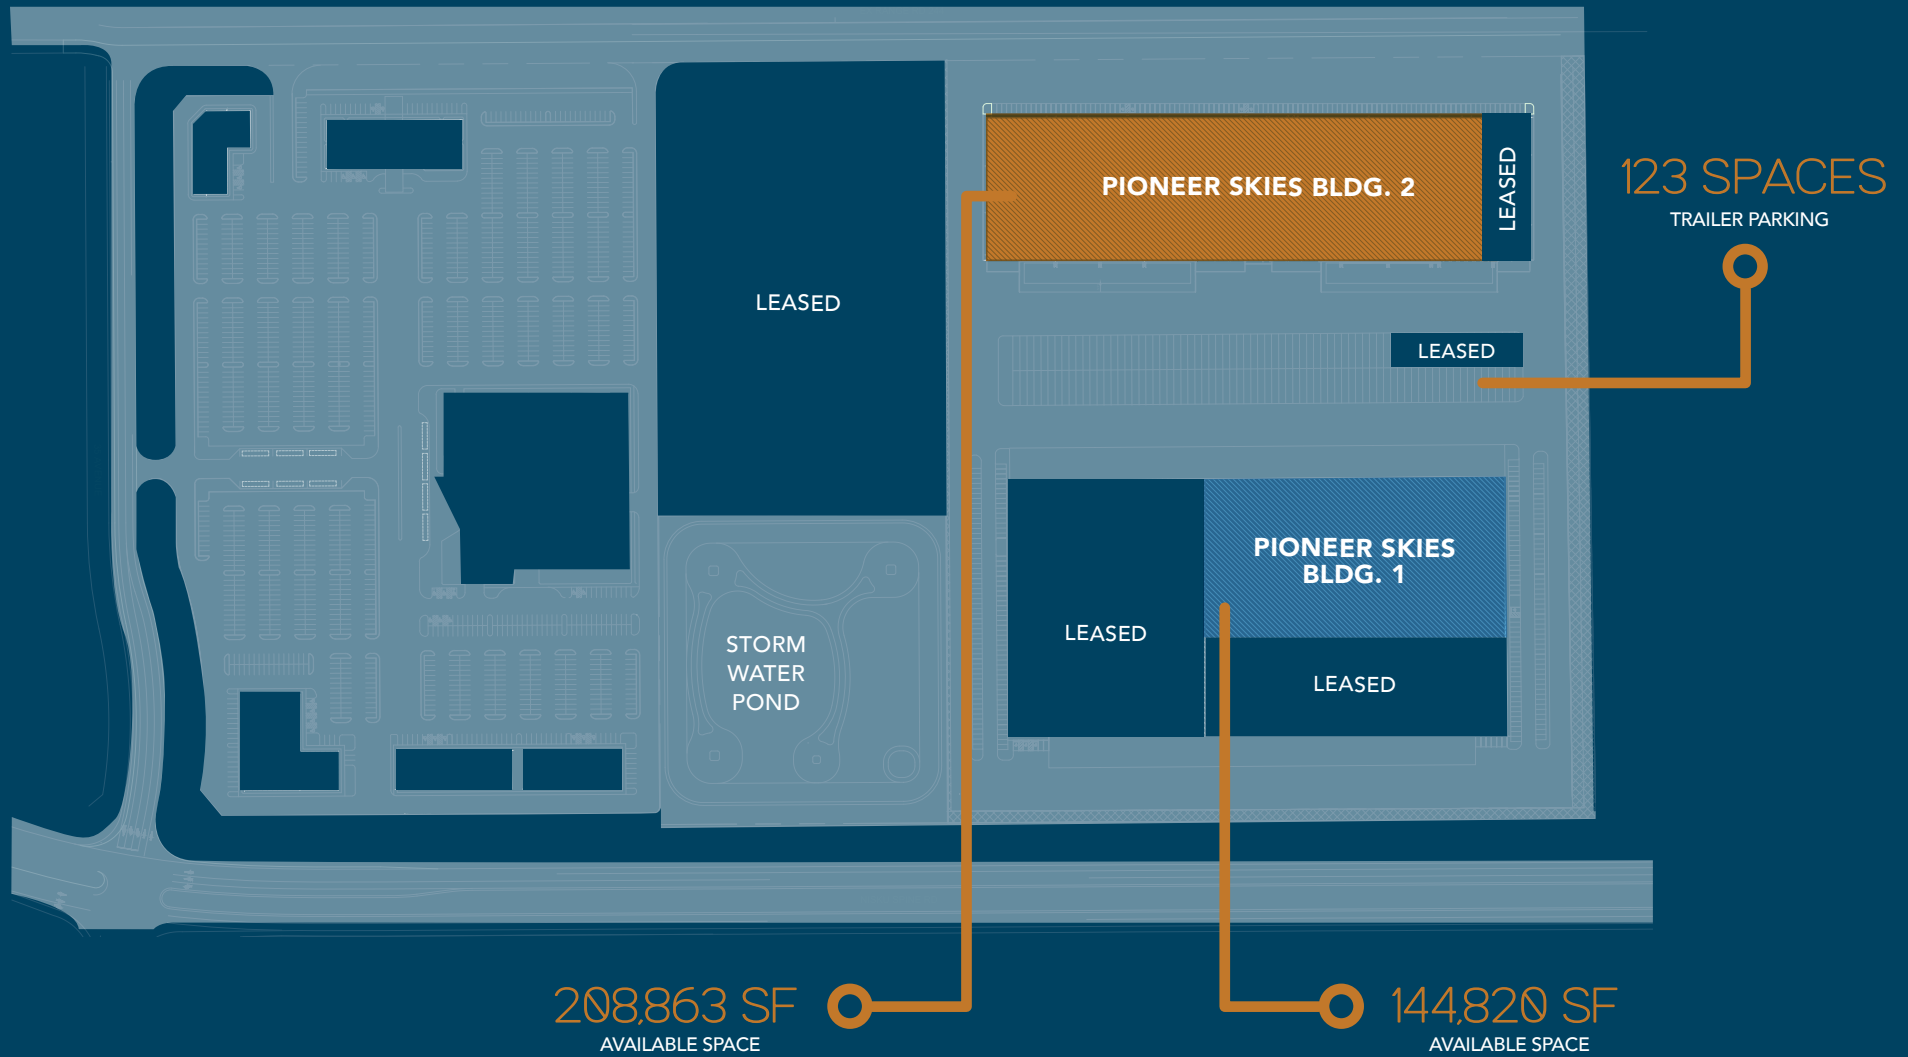 PIONEER SKIES BLDG. 2
LEASED
123 SPACES
TRAILER PARKING
LEASED
LEASED
PIONEER SKIES
BLDG. 1
LEASED
LEASED
STORM
WATER
POND
208,863 SF
AVAILABLE SPACE
144,820 SF
AVAILABLE SPACE